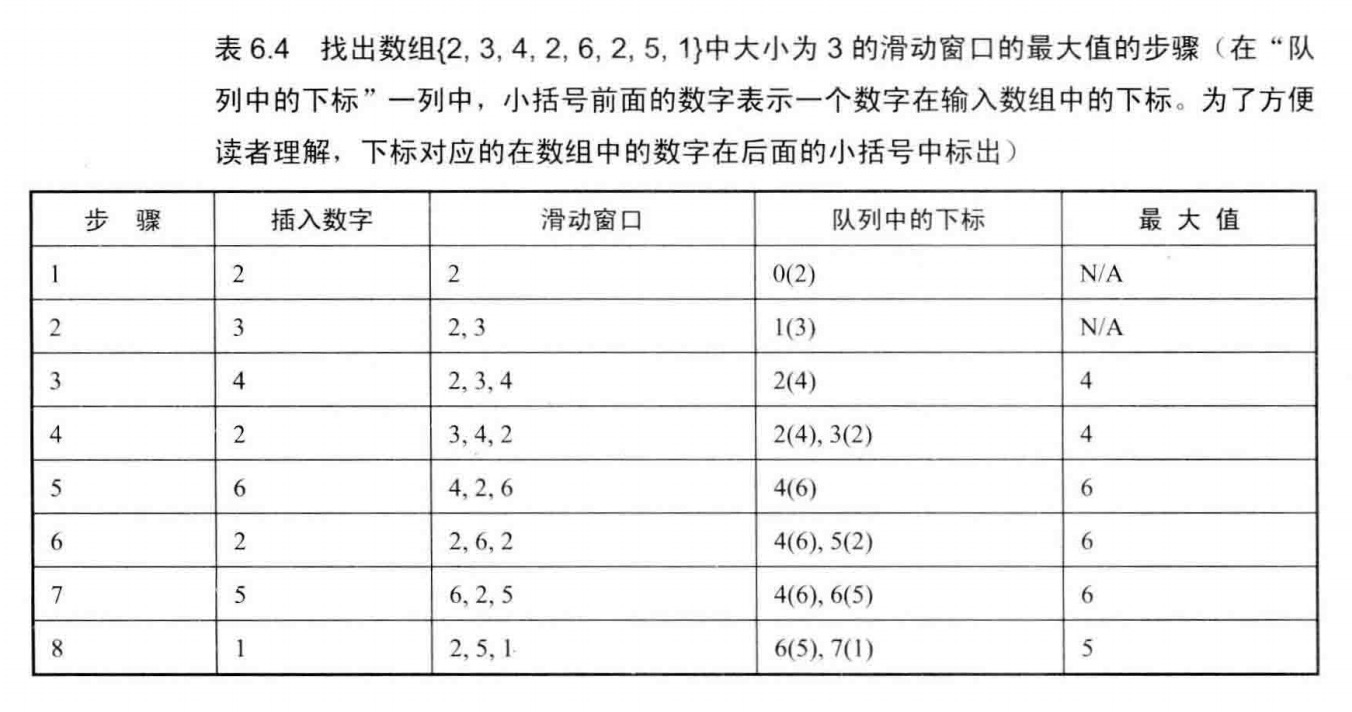 表 6.4 找出数组{2, 3, 4, 2, 6, 2, 5, 1}中大小为 3 的滑动窗口的最大值的步骤（在“队
列中的下标”一列中，小括号前面的数字表示一个数字在输入数组中的下标。为了方便
读者理解，下标对应的在数组中的数字在后面的小括号中标出）
步 骤 插入数字 滑动窗口 队列中的下标 最 大 值
1 2 2 0(2) N/A
2 3 2, 3 1(3) N/A
3 4 2, 3, 4 2(4) 4
4 2 3, 4, 2 2(4), 3(2) 4
5 6 4, 2, 6 4(6) 6
6 2 2, 6, 2 4(6), 5(2) 6
7 5 6, 2, 5 4(6), 6(5) 6
8 1 2, 5, 1 6(5), 7(1) 5